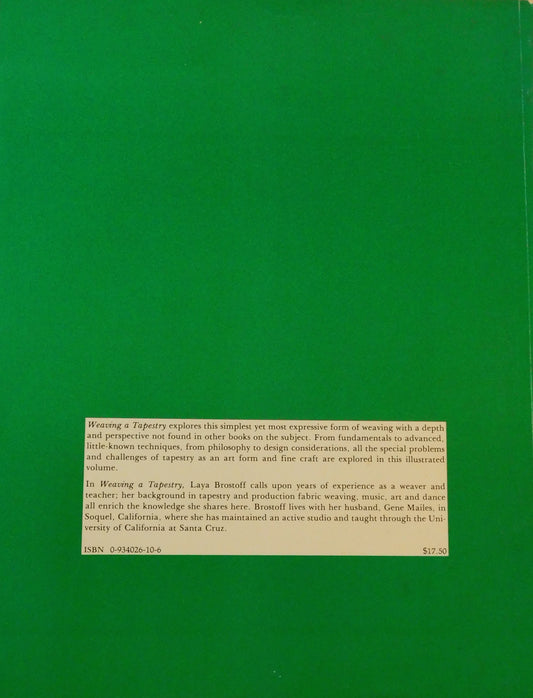 Weaving a Tapestry explores this simplest yet most expressive form of weaving with a depth
and perspective not found in other books on the subject. From fundamentals to advanced,
little-known techniques, from philosophy to design considerations, all the special problems
and challenges of tapestry as an art form and fine craft are explored in this illustrated
volume.
In Weaving a Tapestry, Laya Brostoff calls upon years of experience as a weaver and
teacher; her background in tapestry and production fabric weaving, music, art and dance
all enrich the knowledge she shares here. Brostoff lives with her husband, Gene Mailes, in
Soquel, California, where she has maintained an active studio and taught through the Uni-
versity of California at Santa Cruz.
ISBN 0-934026-10-6 $17.50